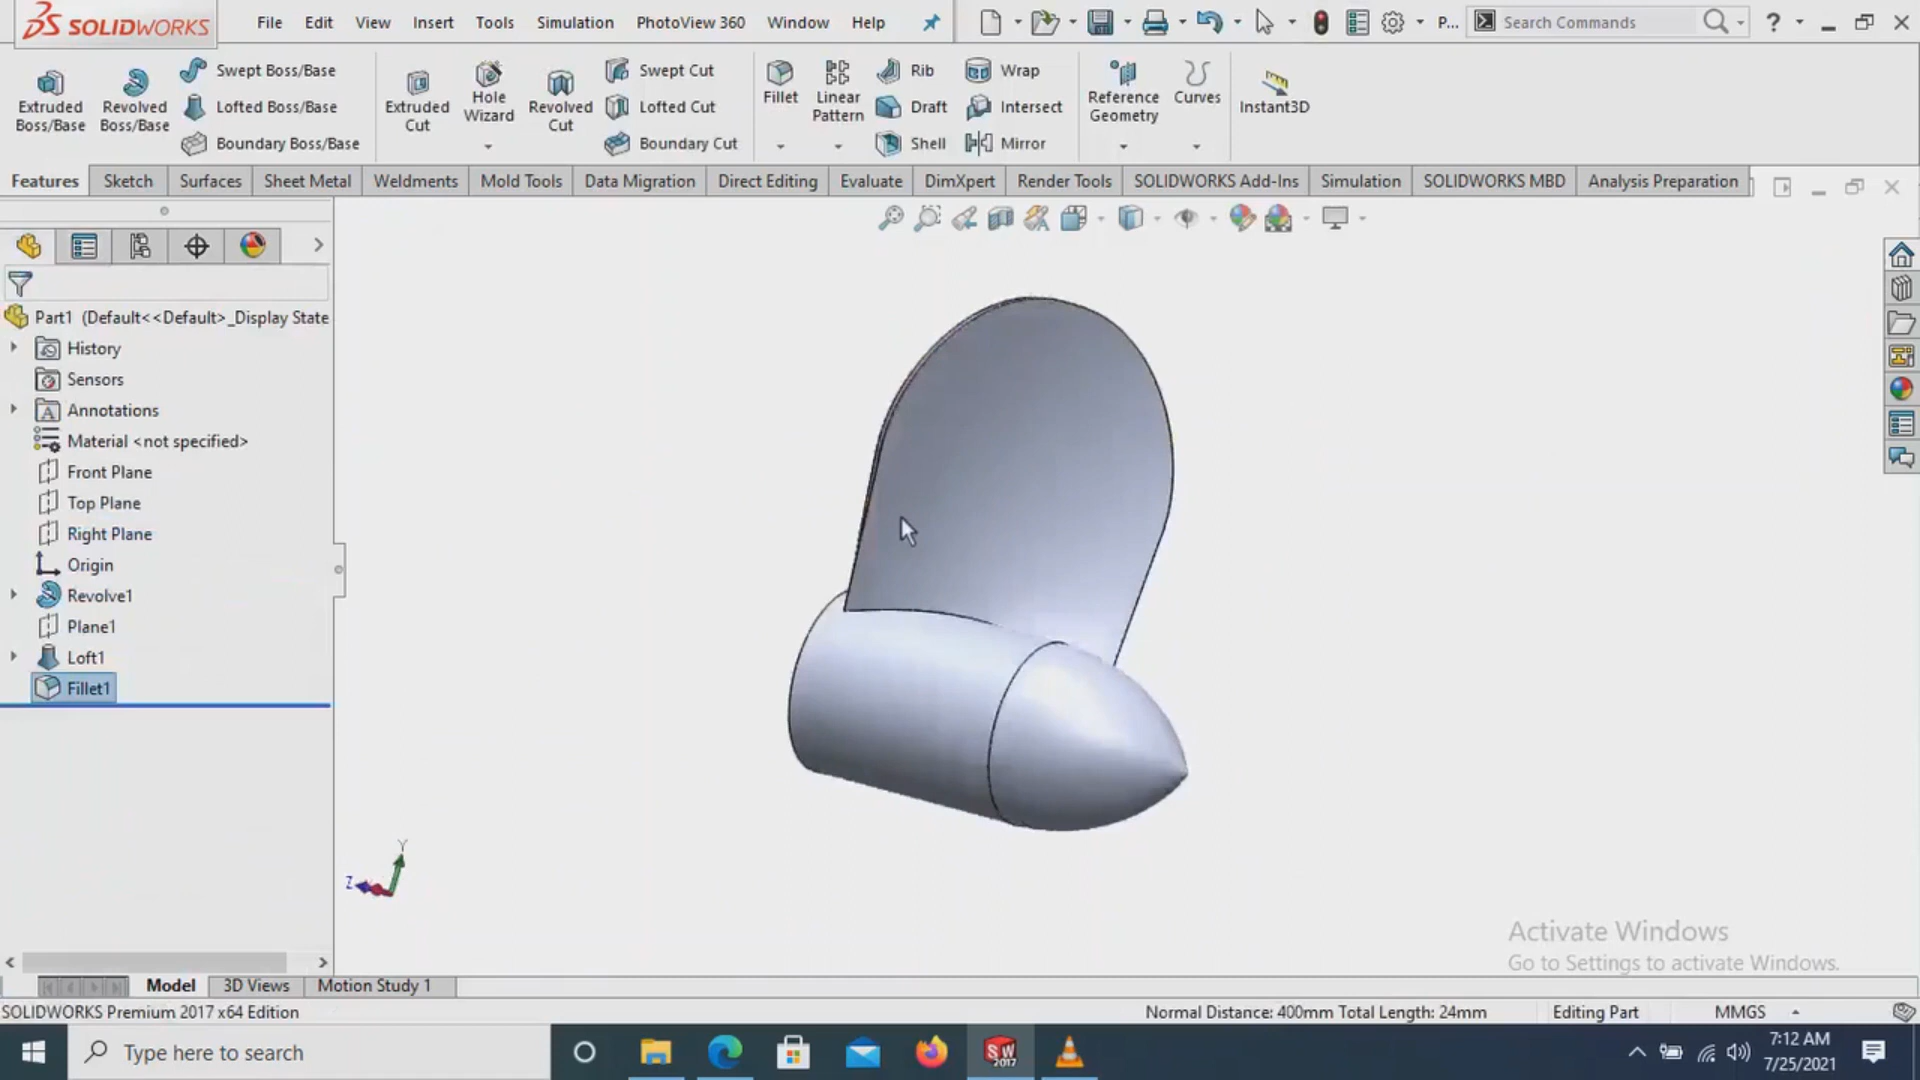 SOLIDWORKS File Edit View Insert Tools Simulation PhotoView 360 Window Help P... Search Commands ?
Extruded Boss/Base
Revolved Boss/Base
Swept Boss/Base
Lofted Boss/Base
Boundary Boss/Base
Extruded Cut
Hole Wizard
Revolved Cut
Swept Cut
Lofted Cut
Boundary Cut
Fillet
Linear Pattern
Rib
Draft
Shell
Wrap
Intersect
Mirror
Reference Geometry
Curves
Instant3D
Features Sketch Surfaces Sheet Metal Weldments Mold Tools Data Migration Direct Editing Evaluate DimXpert Render Tools SOLIDWORKS Add-Ins Simulation SOLIDWORKS MBD Analysis Preparation
Part1 (Default<<Default>_Display State
History
Sensors
Annotations
Material <not specified>
Front Plane
Top Plane
Right Plane
Origin
Revolve1
Plane1
Loft1
Fillet1
Y
Z
Activate Windows
Go to Settings to activate Windows.
Model 3D Views Motion Study 1
SOLIDWORKS Premium 2017 x64 Edition Normal Distance: 400mm Total Length: 24mm Editing Part MMGS
Type here to search
SW
2017
7:12 AM
7/25/2021